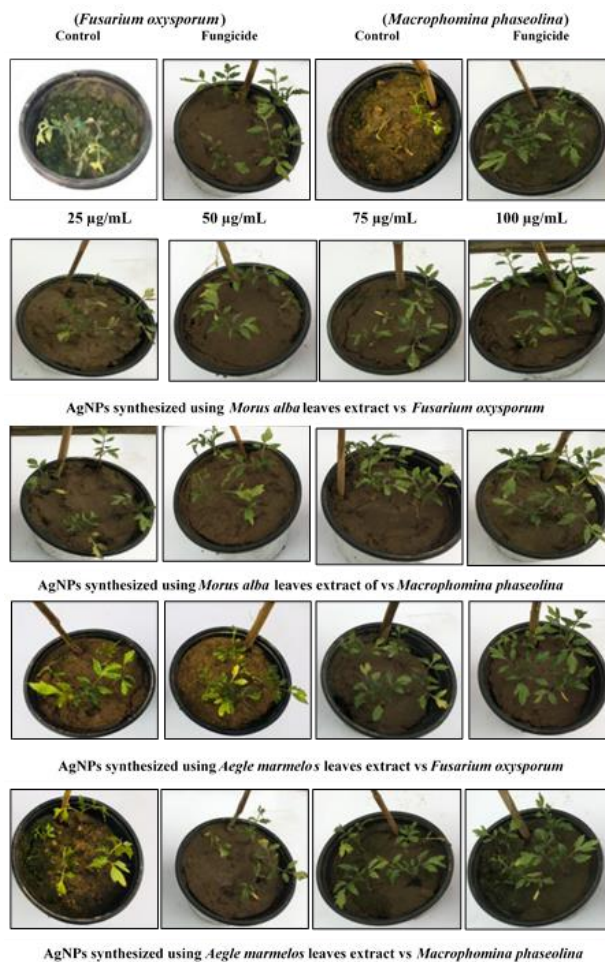 (Fusarium oxysporum) (Macrophomina phaseolina)
Control Fungicide Control Fungicide
25 µg/mL 50 µg/mL 75 µg/mL 100 µg/mL
AgNPs synthesized using Morus alba leaves extract vs Fusarium oxysporum
AgNPs synthesized using Morus alba leaves extract of vs Macrophomina phaseolina
AgNPs synthesized using Aegle marmelos leaves extract vs Fusarium oxysporum
AgNPs synthesized using Aegle marmelos leaves extract vs Macrophomina phaseolina